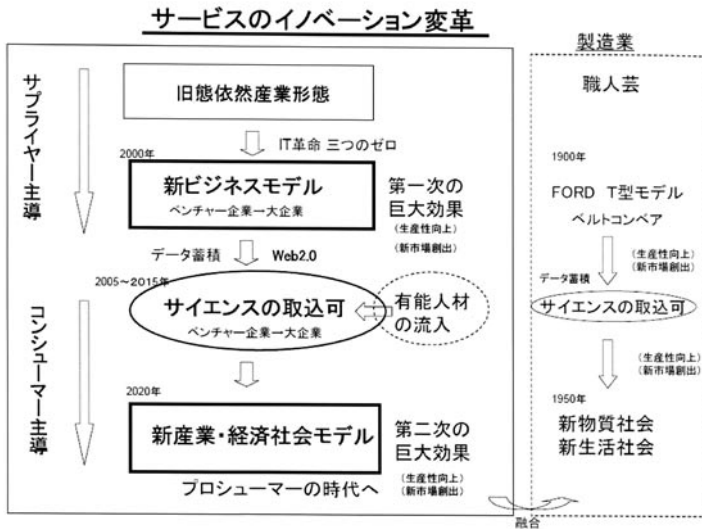 サービスのイノベーション変革
サプライヤー主導
旧態依然産業形態
IT革命 三つのゼロ
2000年
新ビジネスモデル
ベンチャー企業→大企業
第一次の
巨大効果
(生産性向上)
(新市場創出)
データ蓄積
Web2.0
2005～2015年
サイエンスの取込可
ベンチャー企業→大企業
有能人材
の流入
コンシューマー主導
2020年
新産業・経済社会モデル
第二次の
巨大効果
(生産性向上)
(新市場創出)
プロシューマーの時代へ
製造業
職人芸
1900年
FORD T型モデル
ベルトコンベア
(生産性向上)
(新市場創出)
データ蓄積
サイエンスの取込可
(生産性向上)
(新市場創出)
1950年
新物質社会
新生活社会
融合